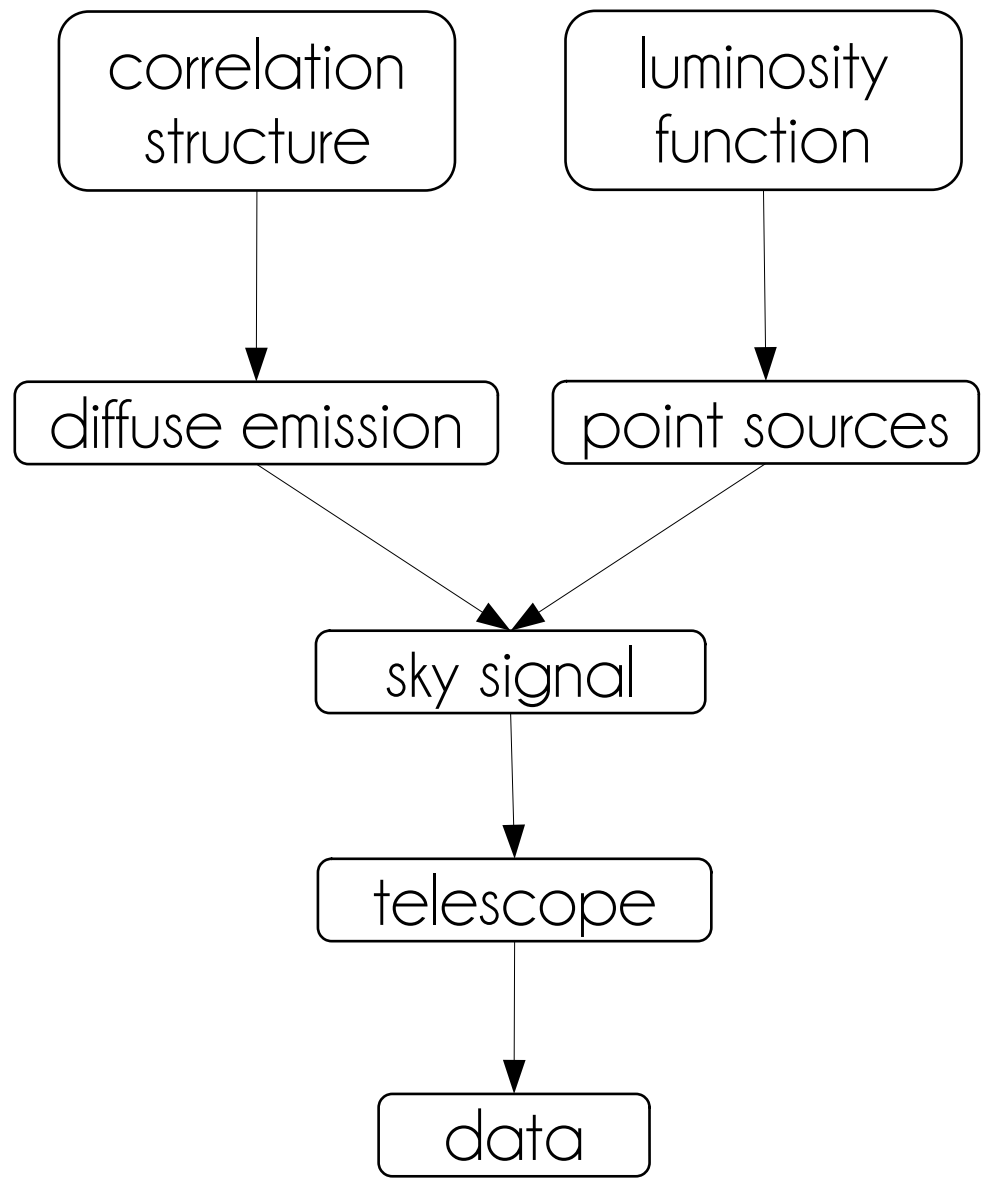 correlation
structure
luminosity
function
diffuse emission
point sources
sky signal
telescope
data